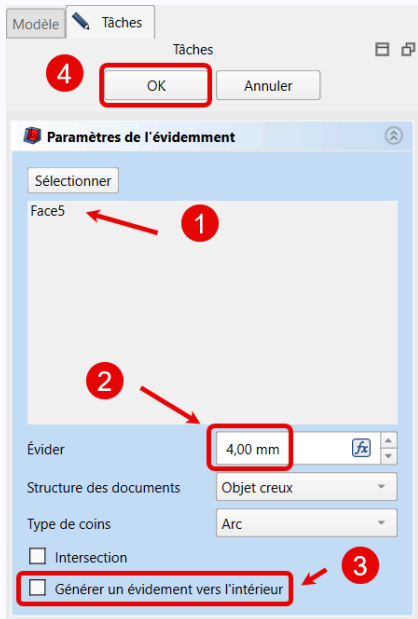 Modèle Tâches
Tâches
4
OK Annuler
Paramètres de l'évidemment
Sélectionner
Face5
1
2
Évider 4,00 mm fx
Structure des documents Objet creux
Type de coins Arc
Intersection
3
Générer un évidement vers l'intérieur